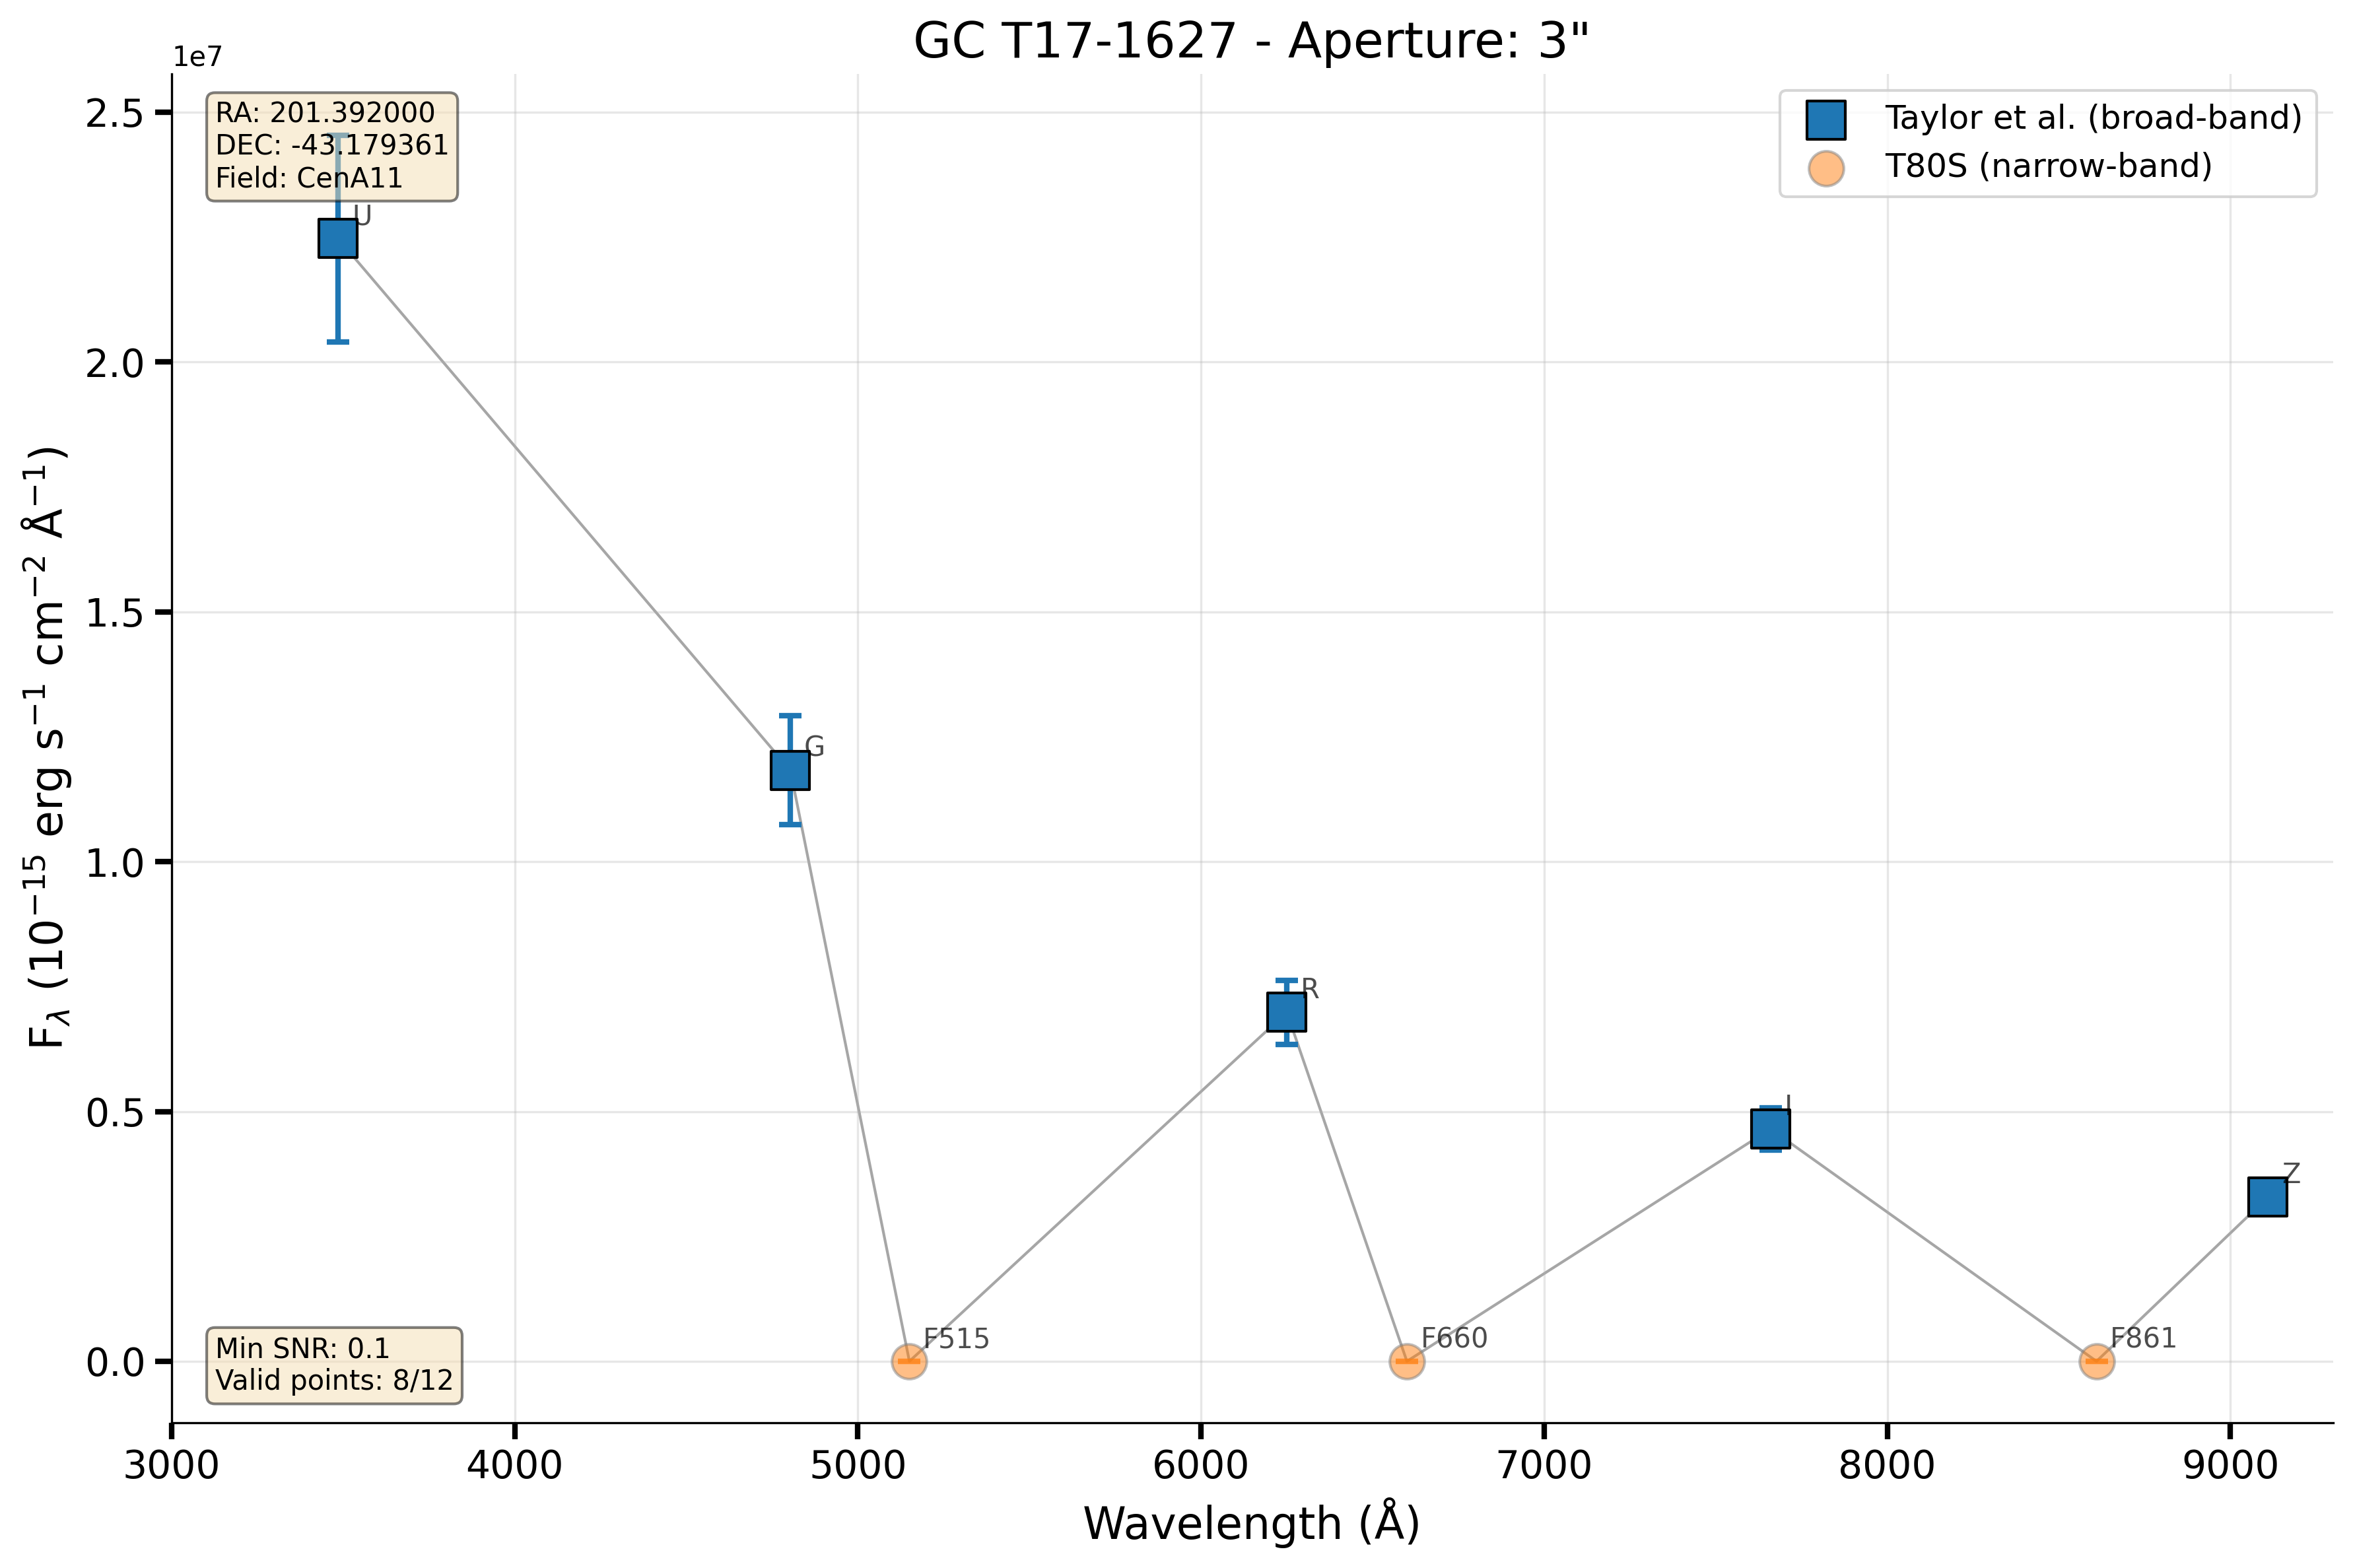 GC T17-1627 - Aperture: 3"
1e7
RA: 201.392000
DEC: -43.179361
Field: CenA11
Taylor et al. (broad-band)
T80S (narrow-band)
2.5
2.0
1.5
1.0
0.5
0.0
F_λ (10⁻¹⁵ erg s⁻¹ cm⁻² Å⁻¹)
U
G
R
I
Z
F515
F660
F861
Min SNR: 0.1
Valid points: 8/12
3000 4000 5000 6000 7000 8000 9000
Wavelength (Å)